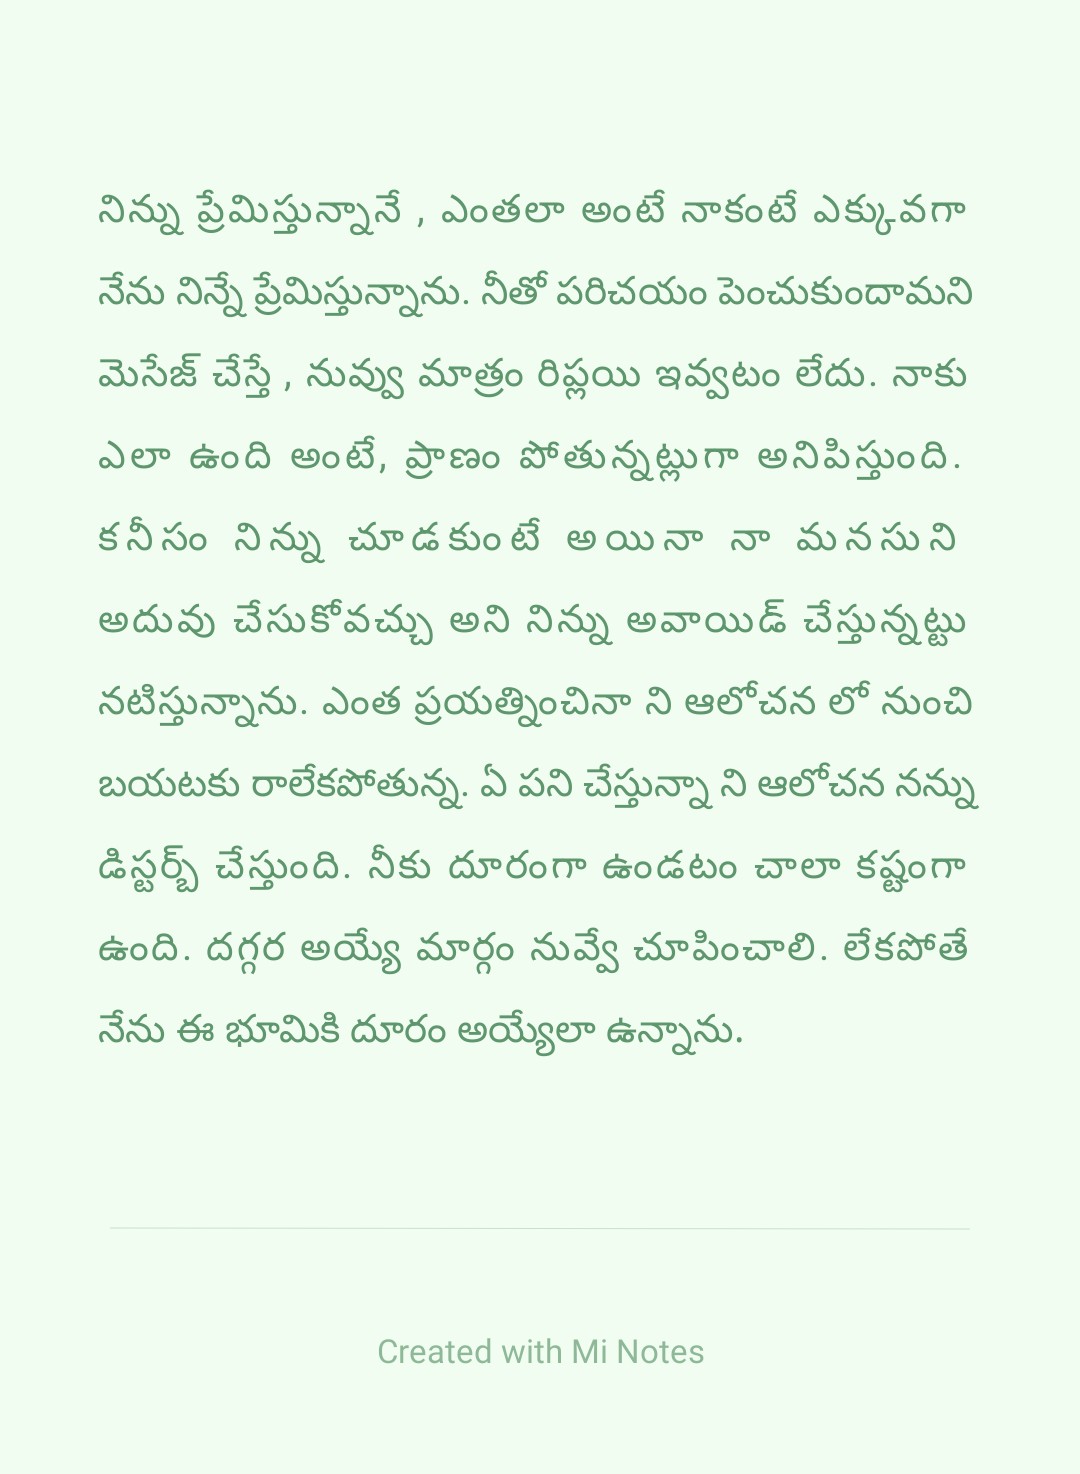 నిన్ను ప్రేమిస్తున్నానే , ఎంతలా అంటే నాకంటే ఎక్కువగా
నేను నిన్నే ప్రేమిస్తున్నాను. నీతో పరిచయం పెంచుకుందామని
మెసేజ్ చేస్తే , నువ్వు మాత్రం రిప్లయి ఇవ్వటం లేదు. నాకు
ఎలా ఉంది అంటే, ప్రాణం పోతున్నట్లుగా అనిపిస్తుంది.
కనీసం నిన్ను చూడకుంటే అయినా నా మనసుని
అదువు చేసుకోవచ్చు అని నిన్ను అవాయిడ్ చేస్తున్నట్టు
నటిస్తున్నాను. ఎంత ప్రయత్నించినా ని ఆలోచన లో నుంచి
బయటకు రాలేకపోతున్న. ఏ పని చేస్తున్నా ని ఆలోచన నన్ను
డిస్టర్బ్ చేస్తుంది. నీకు దూరంగా ఉండటం చాలా కష్టంగా
ఉంది. దగ్గర అయ్యే మార్గం నువ్వే చూపించాలి. లేకపోతే
నేను ఈ భూమికి దూరం అయ్యేలా ఉన్నాను.
Created with Mi Notes